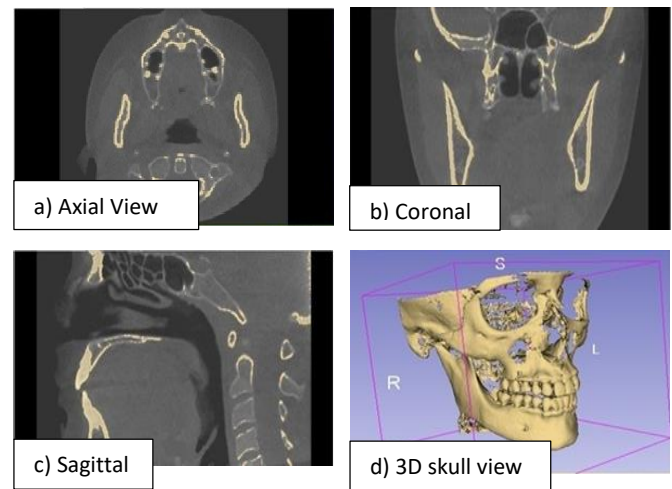 a) Axial View
b) Coronal
c) Sagittal
S
L
R
d) 3D skull view